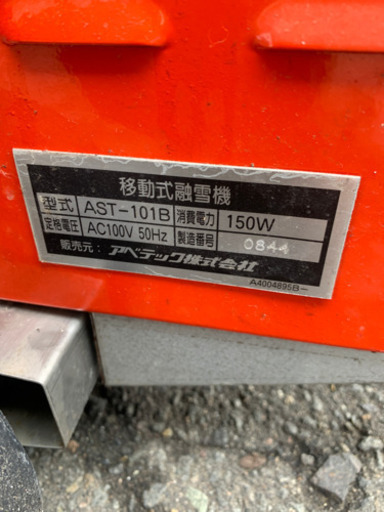 移動式融雪機
型式 AST-101B 消費電力 150W
定格電圧 AC100V 50Hz 製造番号 0844
販売元: アベテック株式会社
A4004895B-